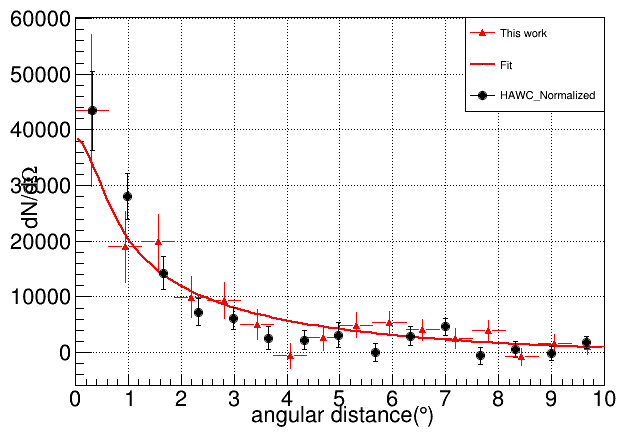 60000
50000
40000
30000
20000
10000
0
dN/dΩ
This work
Fit
HAWC_Normalized
0 1 2 3 4 5 6 7 8 9 10
angular distance(°)